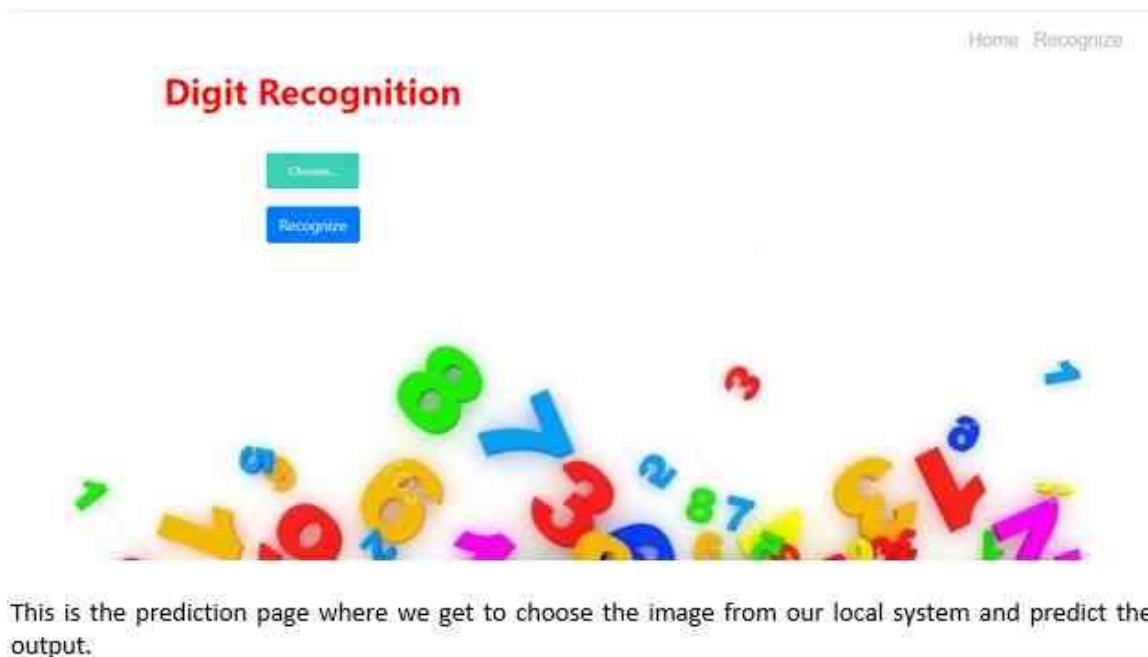 Home Recognize
Digit Recognition
Choose...
Recognize
This is the prediction page where we get to choose the image from our local system and predict the
output.